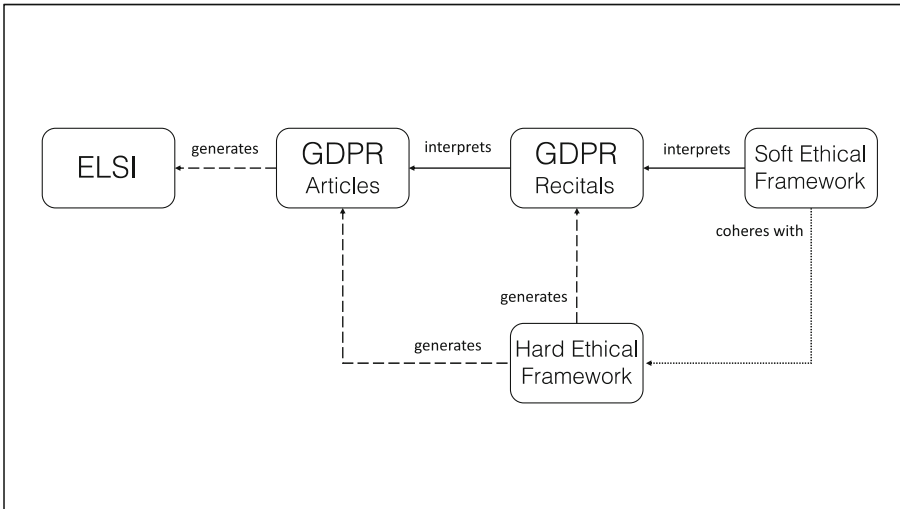 ELSI
generates
GDPR
Articles
interprets
GDPR
Recitals
interprets
Soft Ethical
Framework
coheres with
generates
generates
Hard Ethical
Framework